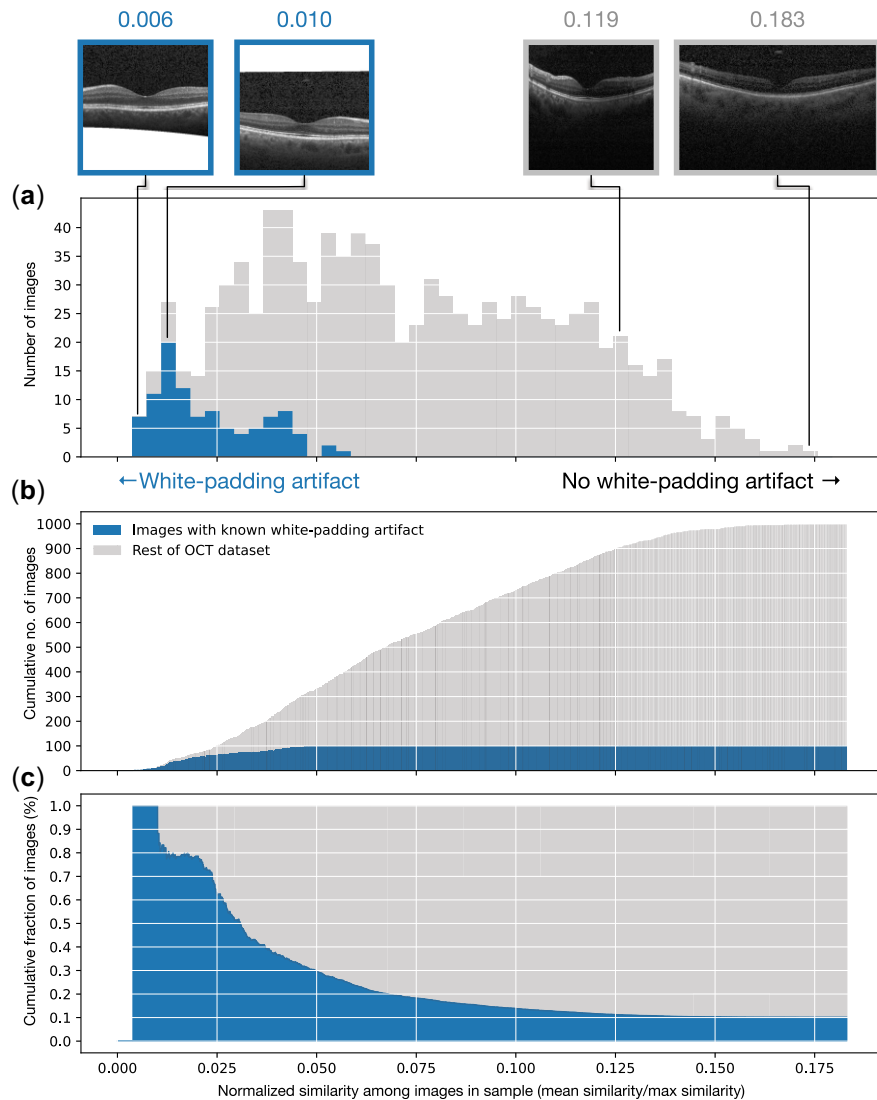 0.006 0.010 0.119 0.183
(a)
40
35
30
25
20
15
10
5
0
Number of images
←White-padding artifact No white-padding artifact →
(b)
1000
900
800
700
600
500
400
300
200
100
0
Cumulative no. of images
Images with known white-padding artifact
Rest of OCT dataset
(c)
1.0
0.9
0.8
0.7
0.6
0.5
0.4
0.3
0.2
0.1
0.0
Cumulative fraction of images (%)
0.000 0.025 0.050 0.075 0.100 0.125 0.150 0.175
Normalized similarity among images in sample (mean similarity/max similarity)